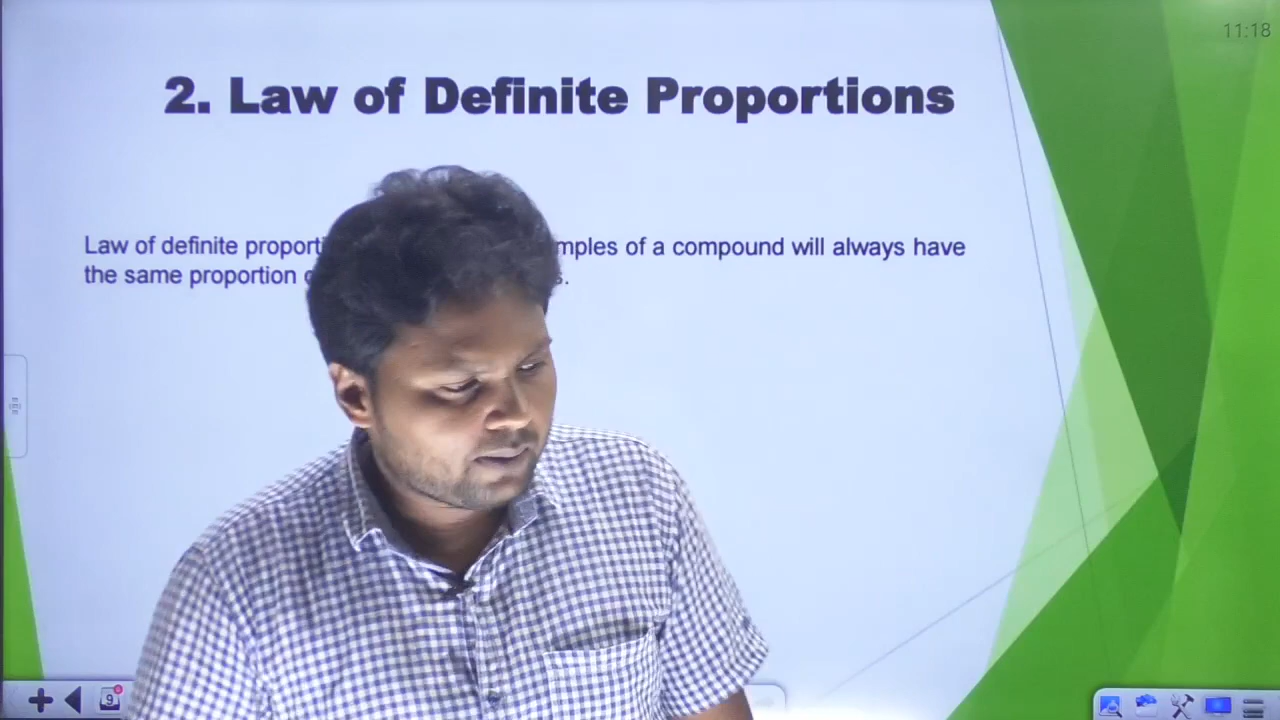 11:18
2. Law of Definite Proportions
Law of definite mples of a compound will always have
the same proportion s.
9